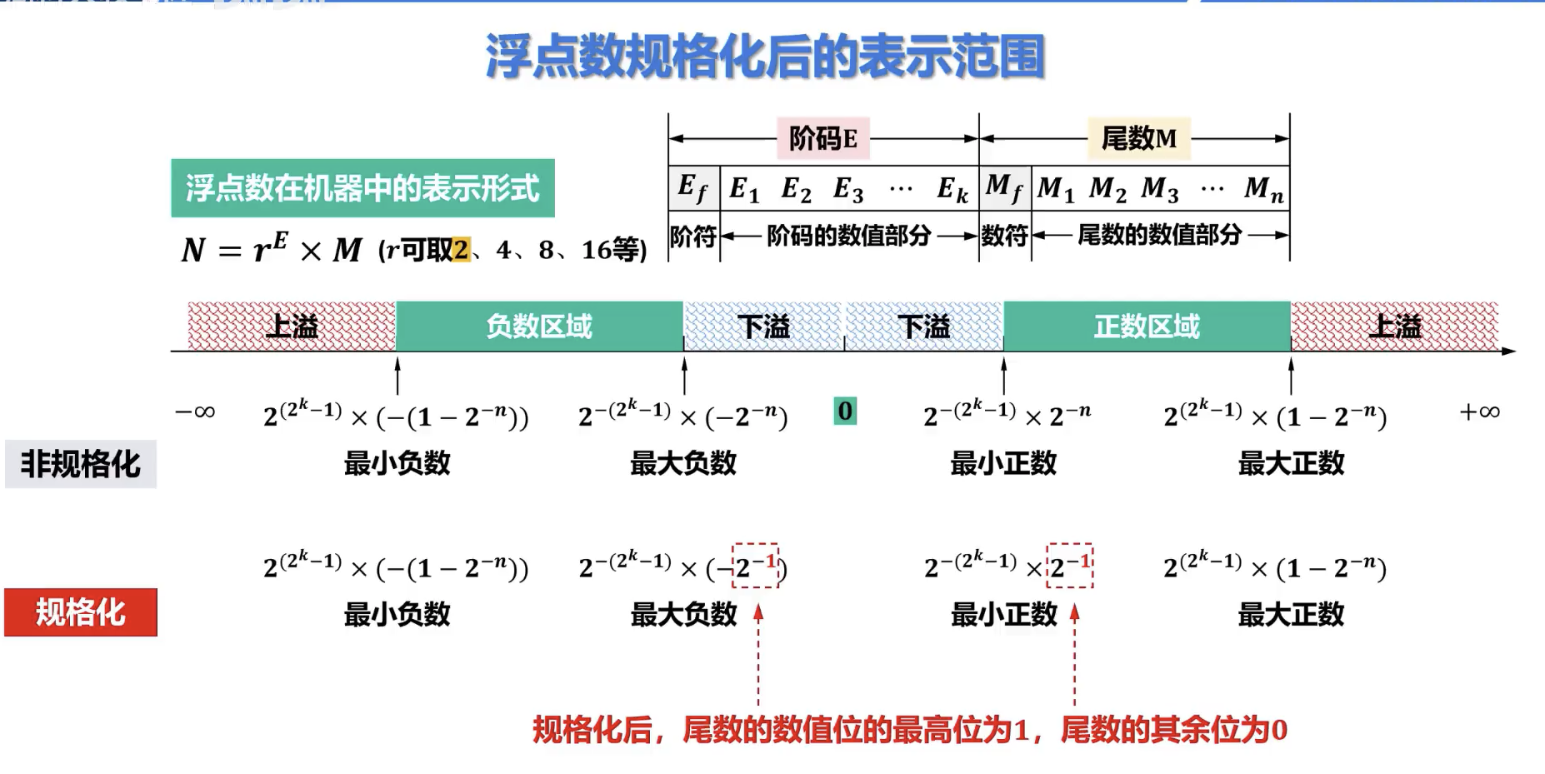 浮点数规格化后的表示范围
阶码E 尾数M
浮点数在机器中的表示形式
E_f E_1 E_2 E_3 ⋯ E_k M_f M_1 M_2 M_3 ⋯ M_n
阶符 阶码的数值部分 数符 尾数的数值部分
N = r^E × M (r可取2、4、8、16等)
上溢 负数区域 下溢 下溢 正数区域 上溢
−∞ 2^(2^k−1) × (−(1 − 2^−n)) 2^−(2^k−1) × (−2^−n) 0 2^−(2^k−1) × 2^−n 2^(2^k−1) × (1 − 2^−n) +∞
非规格化 最小负数 最大负数 最小正数 最大正数
2^(2^k−1) × (−(1 − 2^−n)) 2^−(2^k−1) × (−2^−1) 2^−(2^k−1) × 2^−1 2^(2^k−1) × (1 − 2^−n)
规格化 最小负数 最大负数 最小正数 最大正数
规格化后，尾数的数值位的最高位为1，尾数的其余位为0